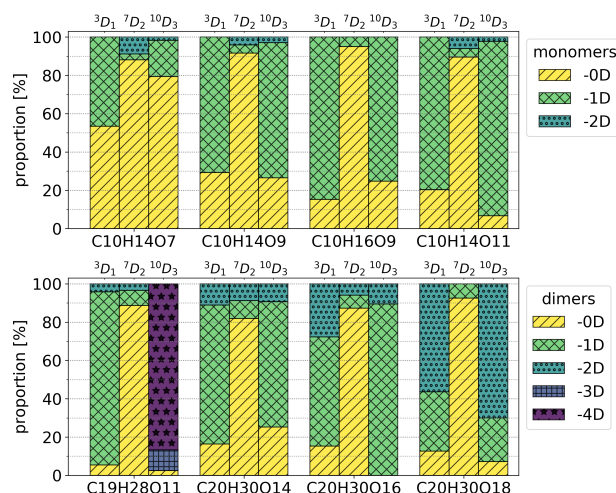 ³D₁ ⁷D₂ ¹⁰D₃ ³D₁ ⁷D₂ ¹⁰D₃ ³D₁ ⁷D₂ ¹⁰D₃ ³D₁ ⁷D₂ ¹⁰D₃
100
80
60
40
20
0
proportion [%]
C10H14O7 C10H14O9 C10H16O9 C10H14O11
monomers
-0D
-1D
-2D
³D₁ ⁷D₂ ¹⁰D₃ ³D₁ ⁷D₂ ¹⁰D₃ ³D₁ ⁷D₂ ¹⁰D₃ ³D₁ ⁷D₂ ¹⁰D₃
100
80
60
40
20
0
proportion [%]
C19H28O11 C20H30O14 C20H30O16 C20H30O18
dimers
-0D
-1D
-2D
-3D
-4D